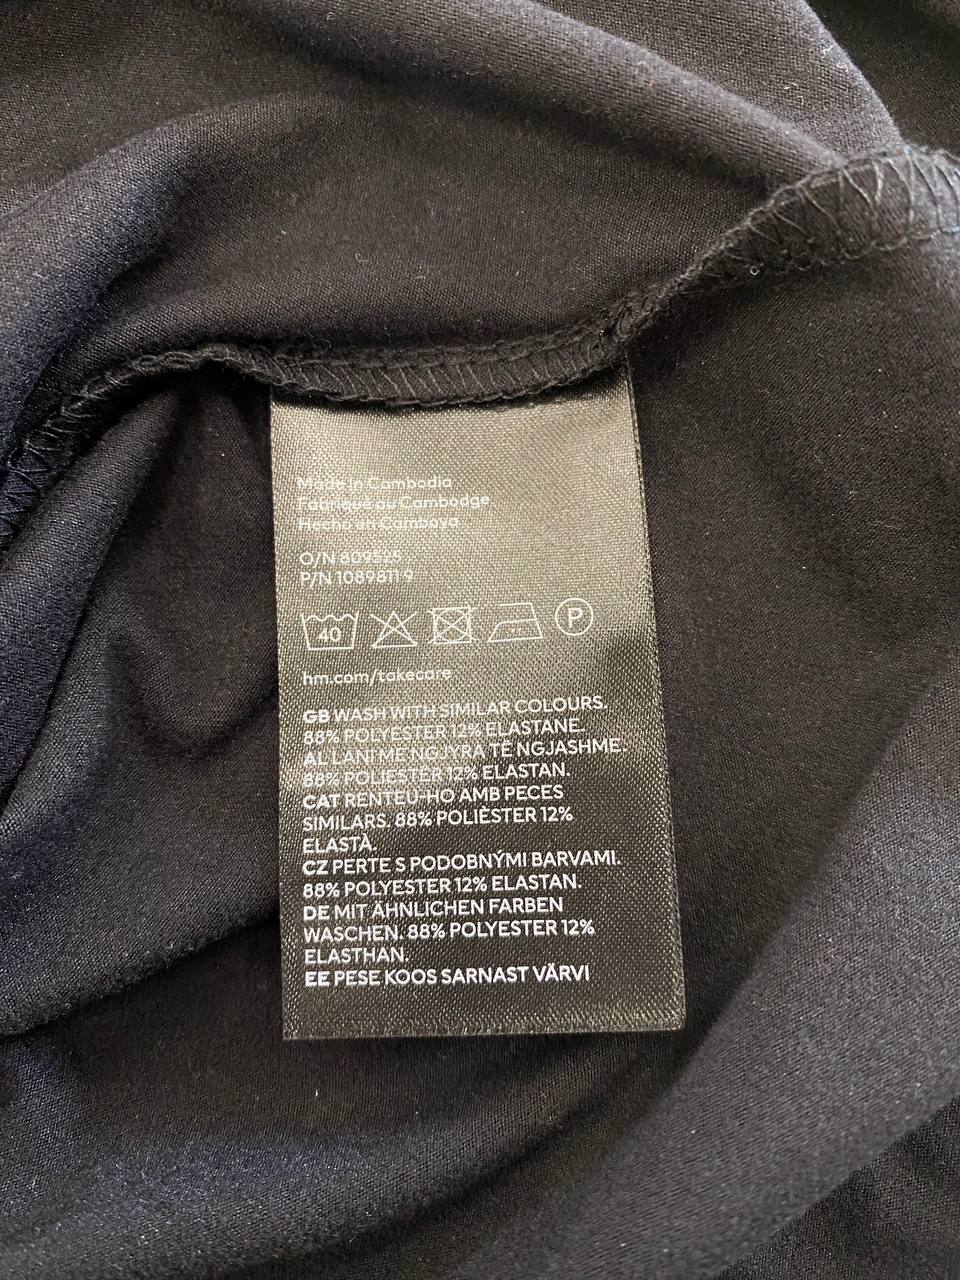 Made in Cambodia
Fabriqué au Cambodge
Hecho en Camboya
O/N 809525
P/N 10898119
40 P
hm.com/takecare
GB WASH WITH SIMILAR COLOURS.
88% POLYESTER 12% ELASTANE.
AL LANI ME NGJYRA TË NGJASHME.
88% POLIESTER 12% ELASTAN.
CAT RENTEU-HO AMB PECES
SIMILARS. 88% POLIÈSTER 12%
ELASTÀ.
CZ PERTE S PODOBNÝMI BARVAMI.
88% POLYESTER 12% ELASTAN.
DE MIT ÄHNLICHEN FARBEN
WASCHEN. 88% POLYESTER 12%
ELASTHAN.
EE PESE KOOS SARNAST VÄRVI